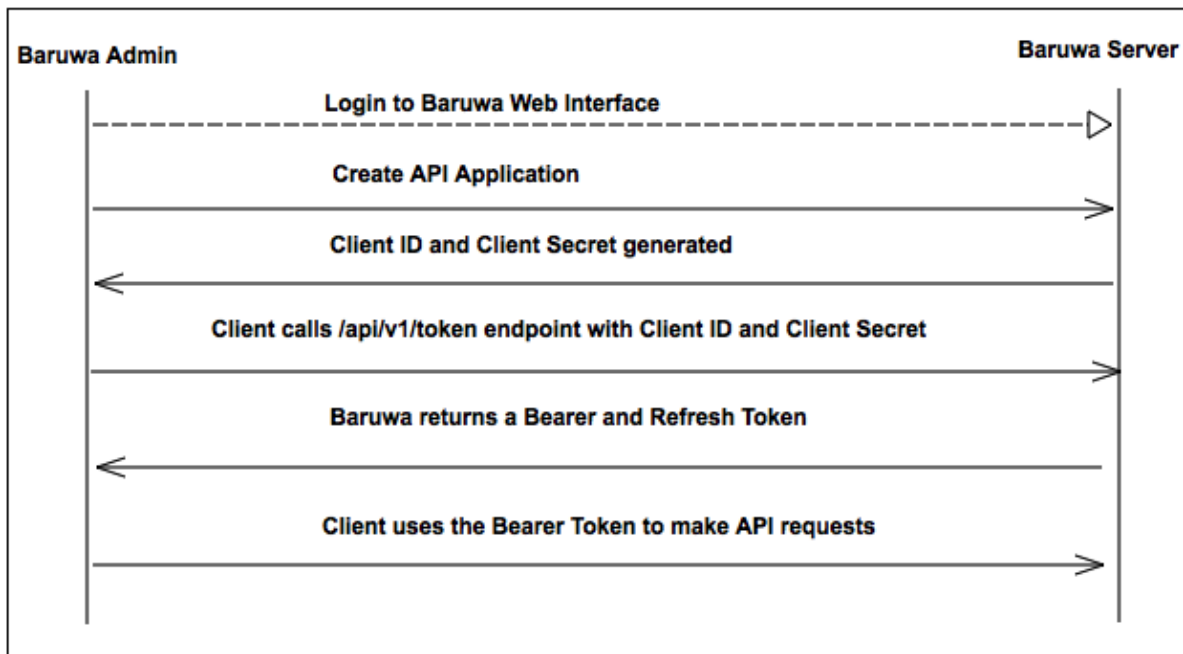 Baruwa Admin
Baruwa Server
Login to Baruwa Web Interface
Create API Application
Client ID and Client Secret generated
Client calls /api/v1/token endpoint with Client ID and Client Secret
Baruwa returns a Bearer and Refresh Token
Client uses the Bearer Token to make API requests